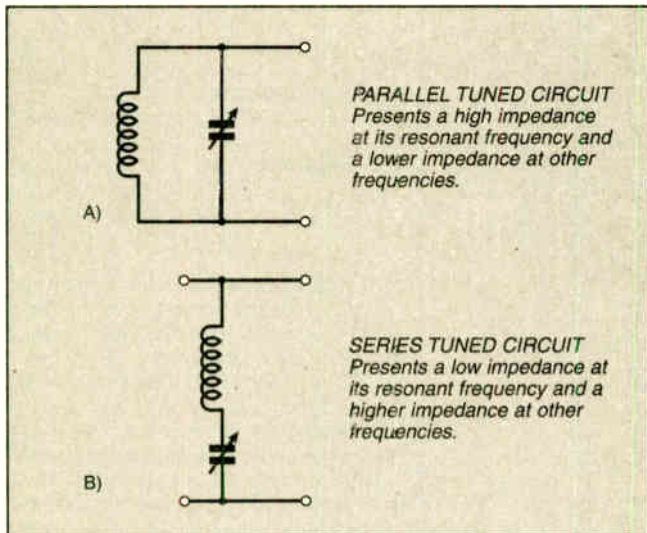 PARALLEL TUNED CIRCUIT
Presents a high impedance
at its resonant frequency and
a lower impedance at other
frequencies.
A)
SERIES TUNED CIRCUIT
Presents a low impedance at
its resonant frequency and a
higher impedance at other
frequencies.
B)